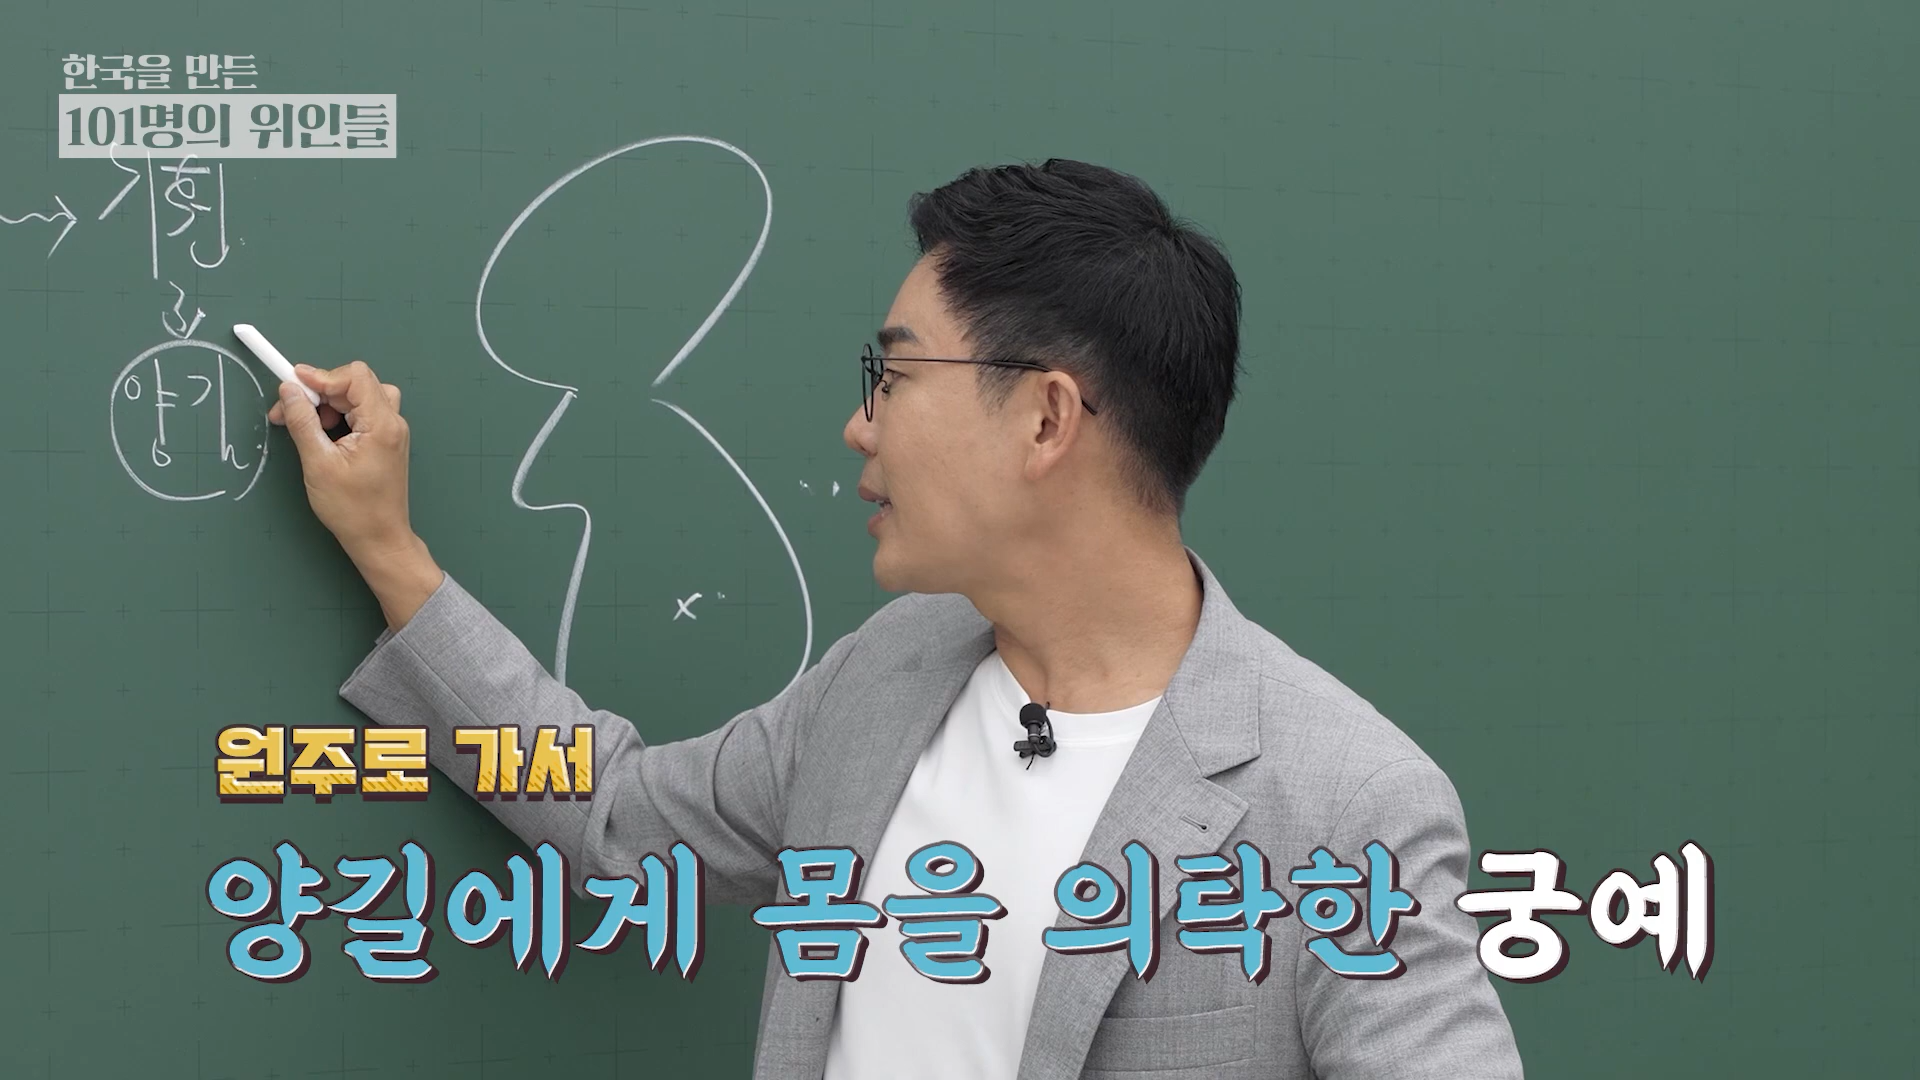 한국을 만든
101명의 위인들
기훤
양길
x
원주로 가서
양길에게 몸을 의탁한 궁예